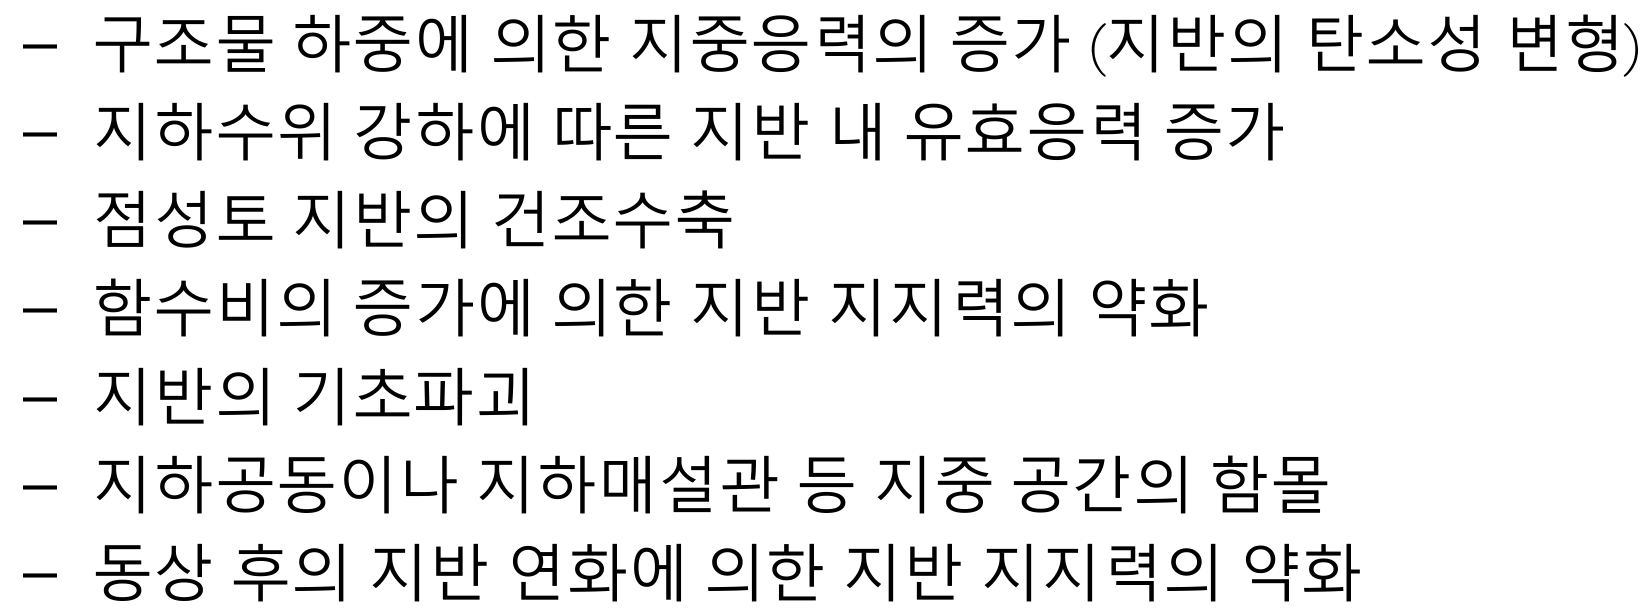 – 구조물 하중에 의한 지중응력의 증가 (지반의 탄소성 변형)
– 지하수위 강하에 따른 지반 내 유효응력 증가
– 점성토 지반의 건조수축
– 함수비의 증가에 의한 지반 지지력의 약화
– 지반의 기초파괴
– 지하공동이나 지하매설관 등 지중 공간의 함몰
– 동상 후의 지반 연화에 의한 지반 지지력의 약화